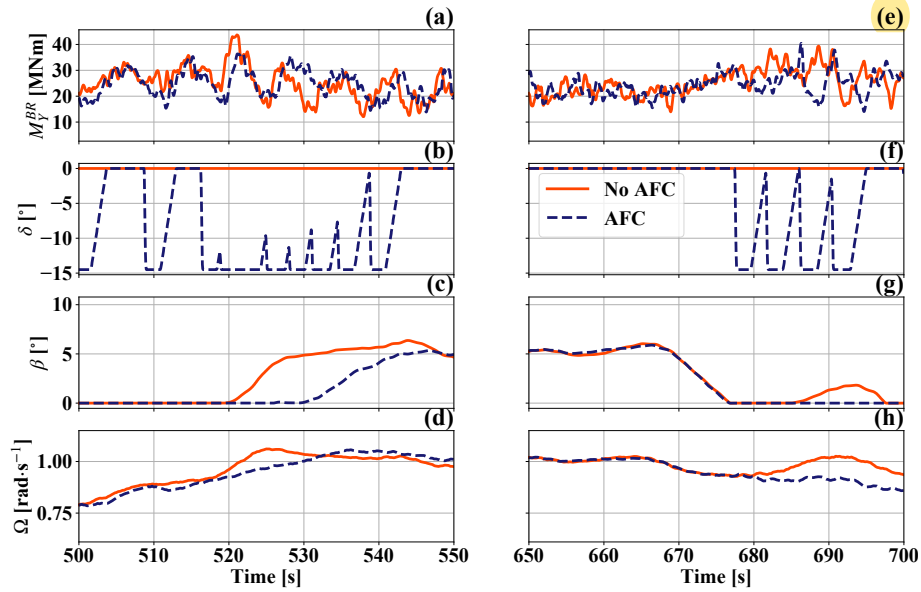 (a)
40
30
20
10
M_Y^{BR} [MNm]
(b)
0
−5
−10
−15
δ [°]
(c)
10
5
0
β [°]
(d)
1.00
0.75
Ω [rad·s⁻¹]
500 510 520 530 540 550
Time [s]
(e)
(f)
No AFC
AFC
(g)
(h)
650 660 670 680 690 700
Time [s]